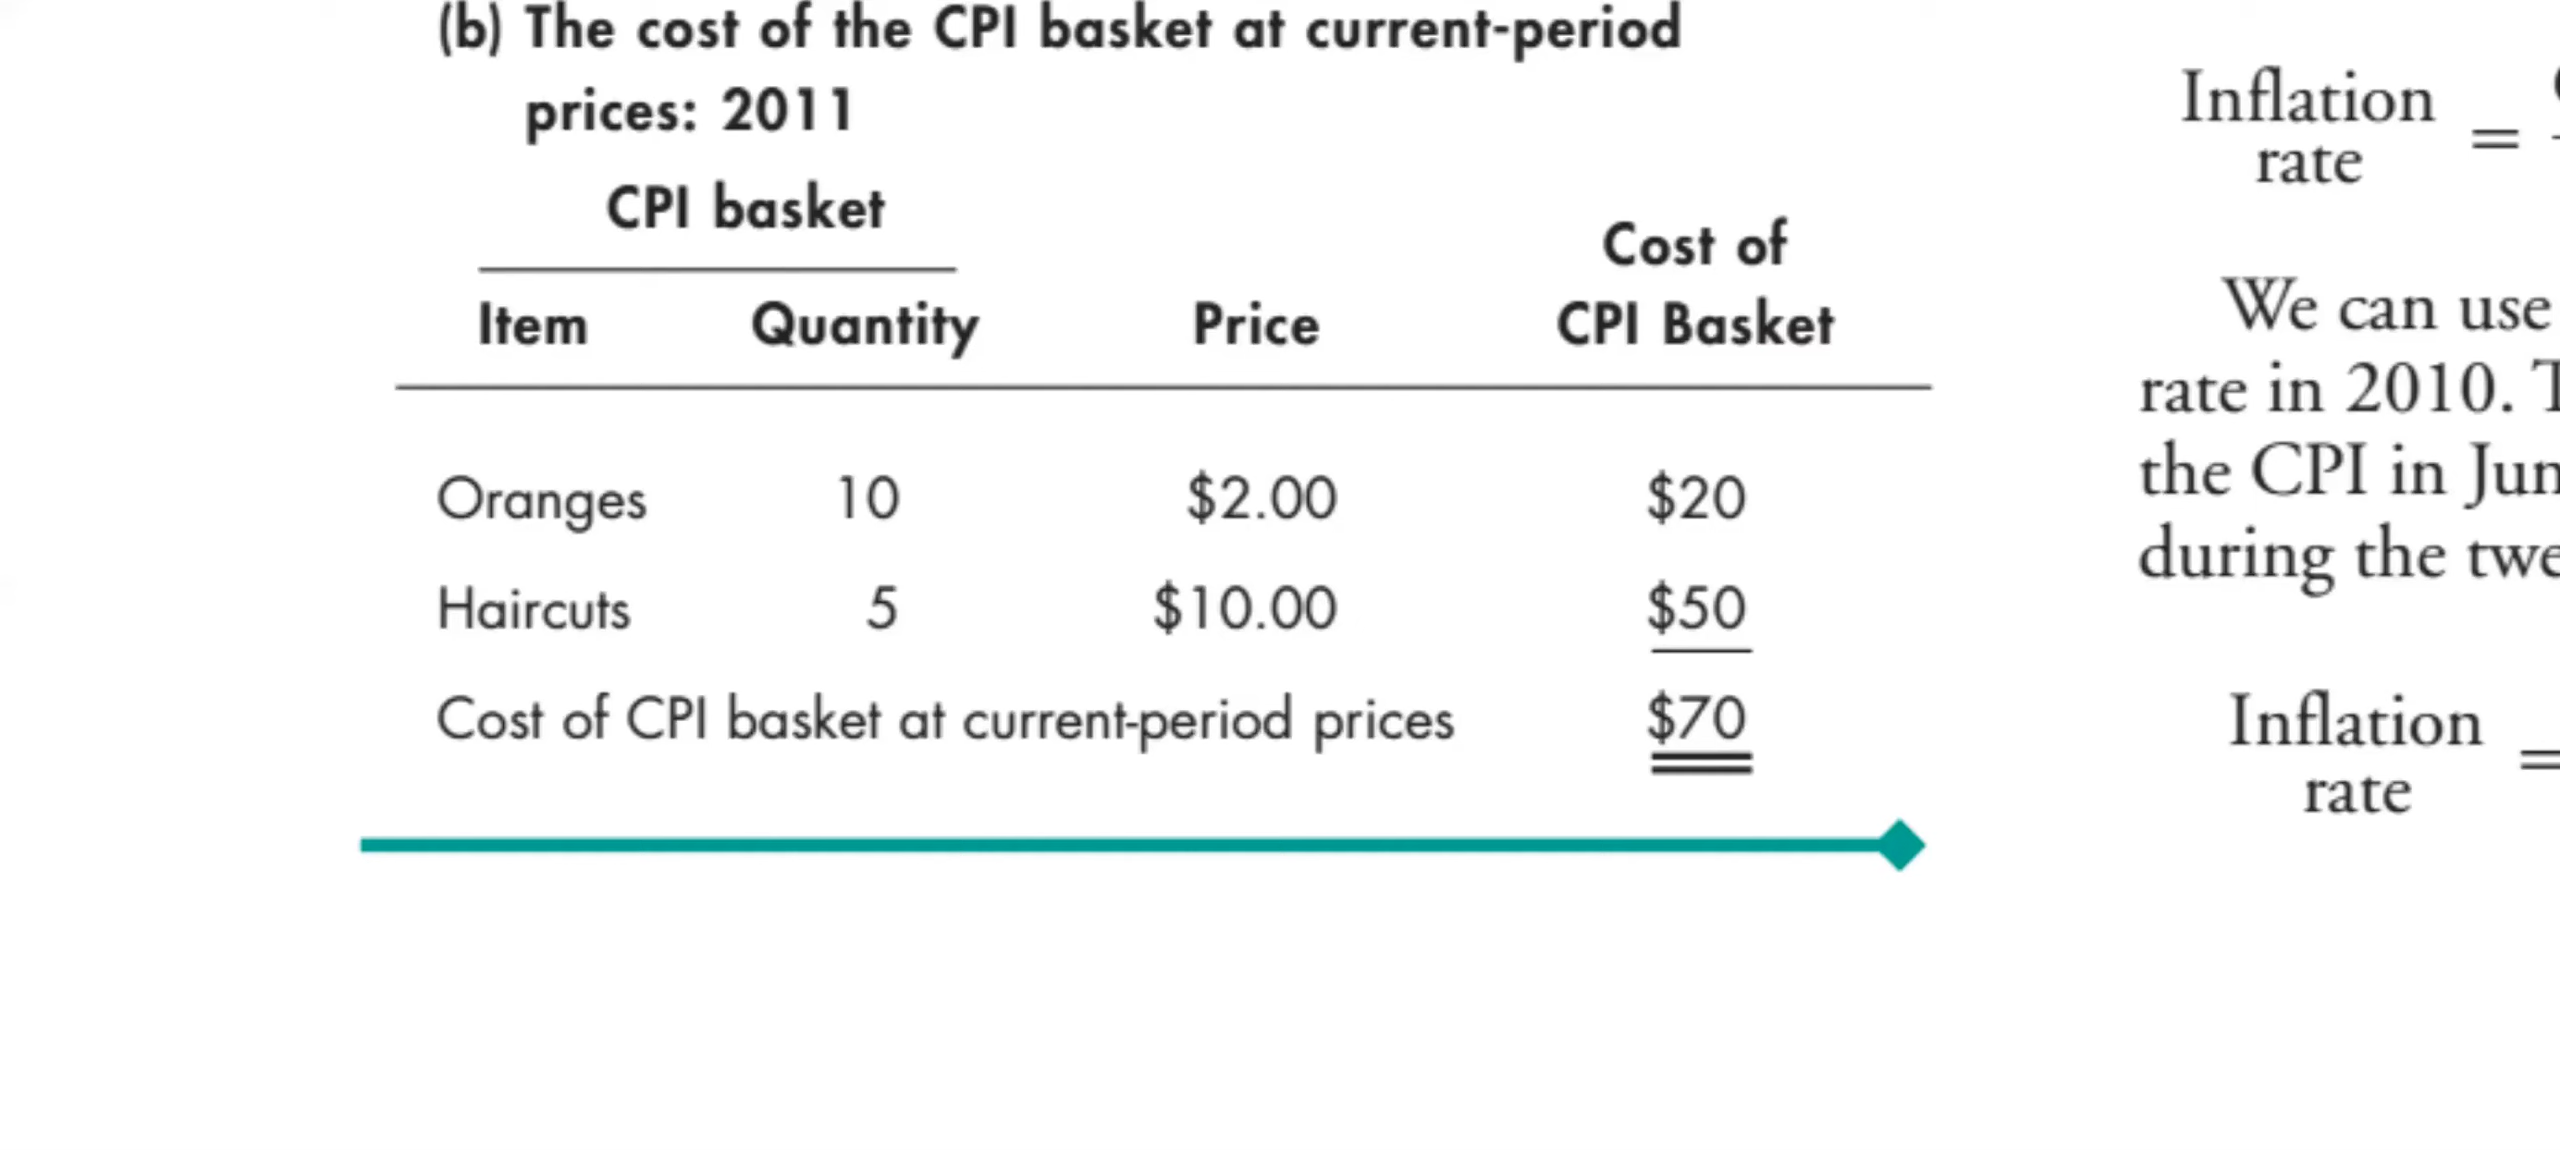 (b) The cost of the CPI basket at current-period
prices: 2011
CPI basket
Cost of
Item Quantity Price CPI Basket
Oranges 10 $2.00 $20
Haircuts 5 $10.00 $50
Cost of CPI basket at current-period prices $70
Inflation
rate =
We can use
rate in 2010. T
the CPI in Jun
during the twe
Inflation
rate =